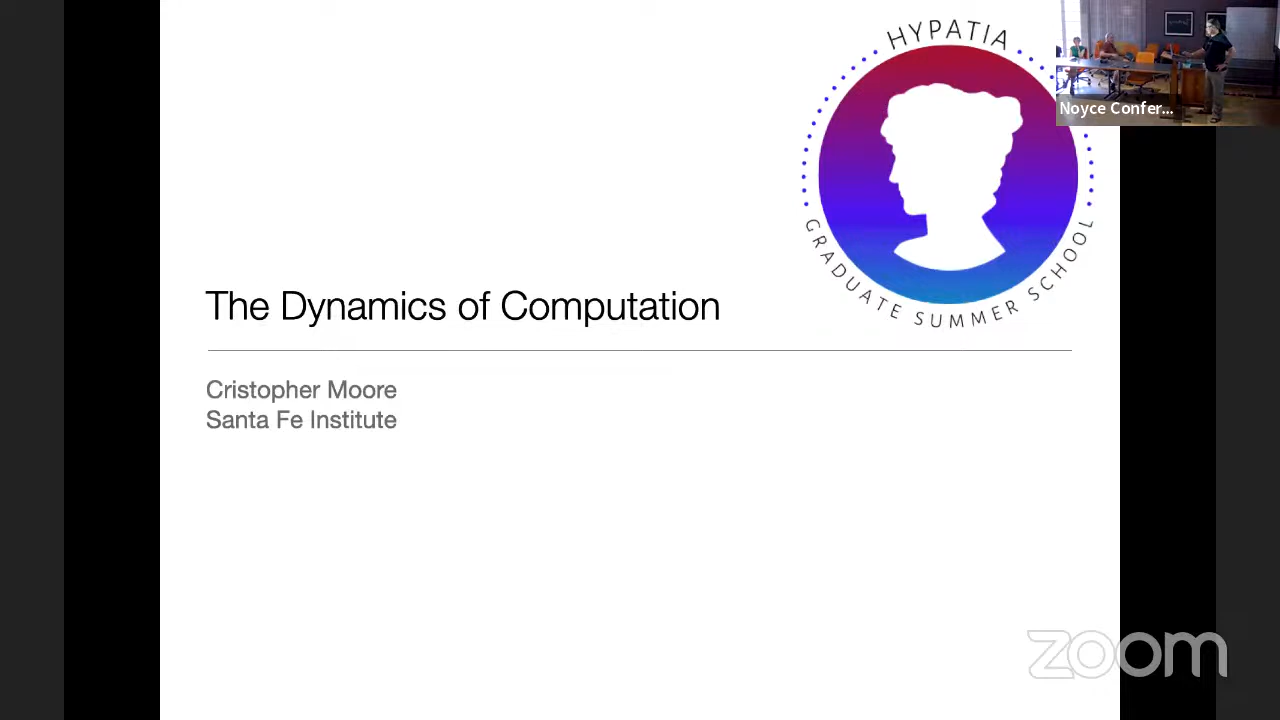 HYPATIA
GRADUATE SUMMER SCHOOL
Noyce Confer...
The Dynamics of Computation
Cristopher Moore
Santa Fe Institute
zoom